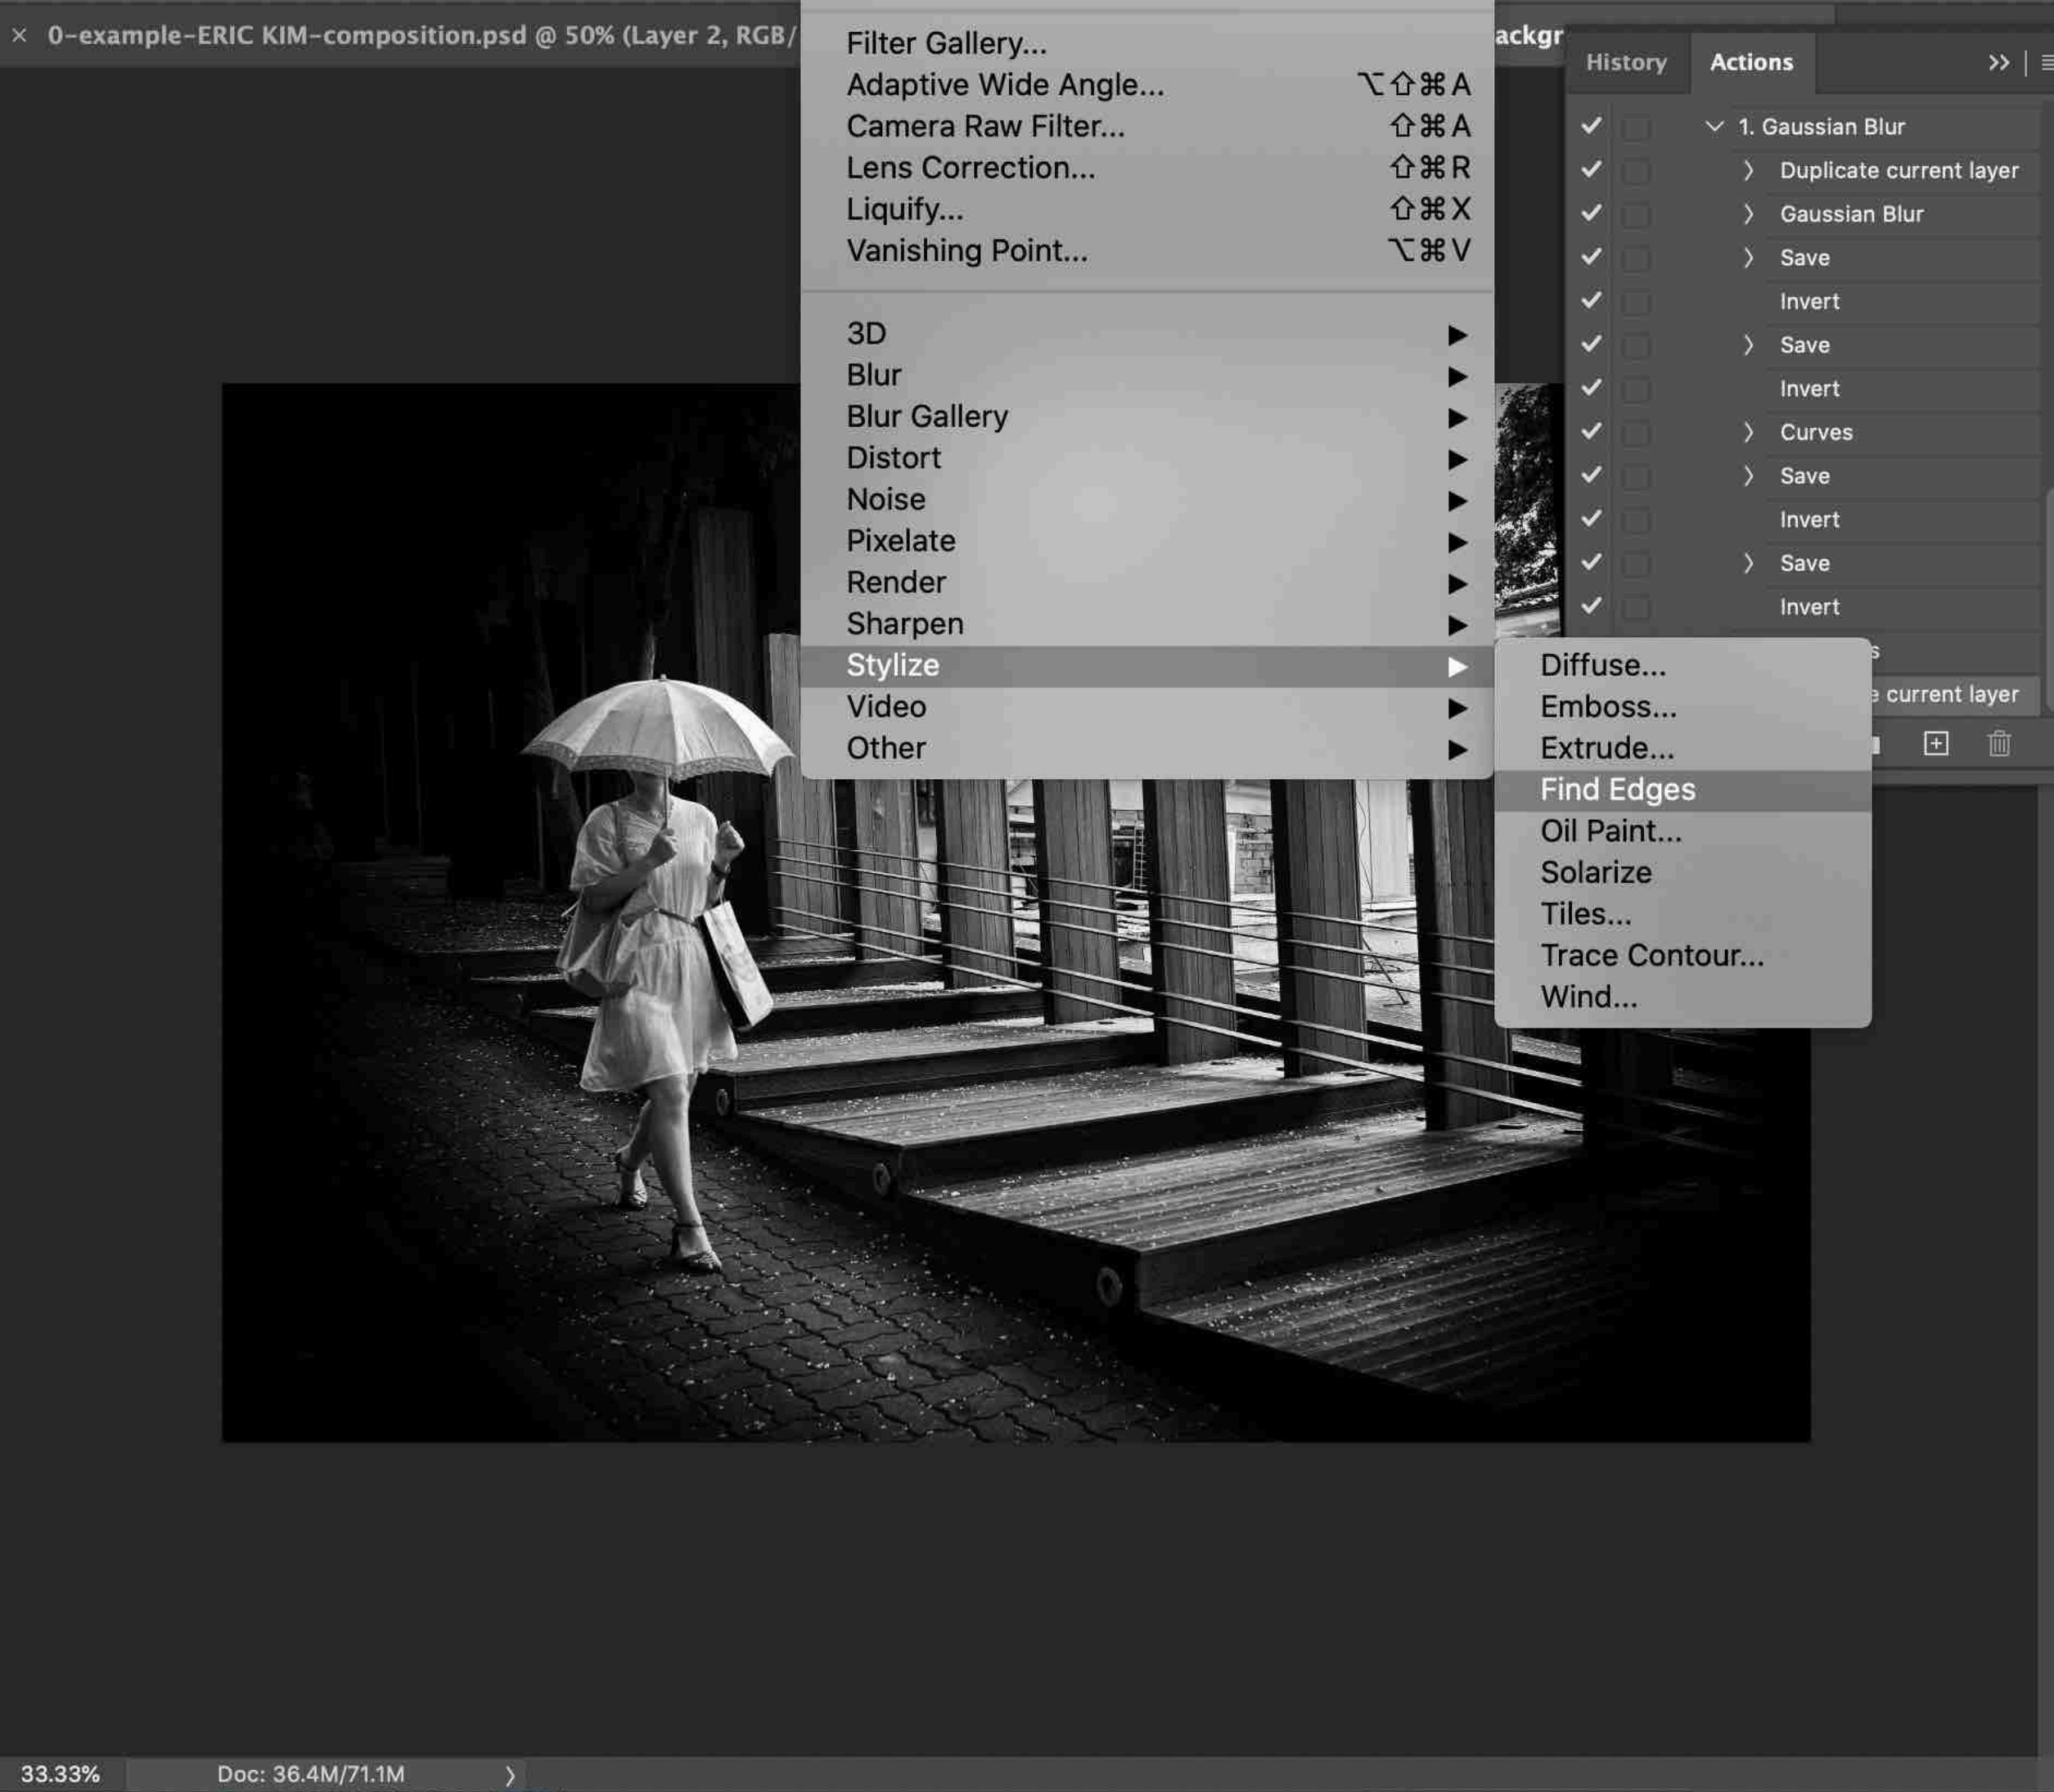 × 0-example-ERIC KIM-composition.psd @ 50% (Layer 2, RGB/
Filter Gallery...
Adaptive Wide Angle... ⌥⇧⌘A
Camera Raw Filter... ⇧⌘A
Lens Correction... ⇧⌘R
Liquify... ⇧⌘X
Vanishing Point... ⌥⌘V
3D
Blur
Blur Gallery
Distort
Noise
Pixelate
Render
Sharpen
Stylize
Video
Other
Diffuse...
Emboss...
Extrude...
Find Edges
Oil Paint...
Solarize
Tiles...
Trace Contour...
Wind...
ackgr
History Actions
1. Gaussian Blur
Duplicate current layer
Gaussian Blur
Save
Invert
Save
Invert
Curves
Save
Invert
Save
Invert
s
current layer
33.33% Doc: 36.4M/71.1M